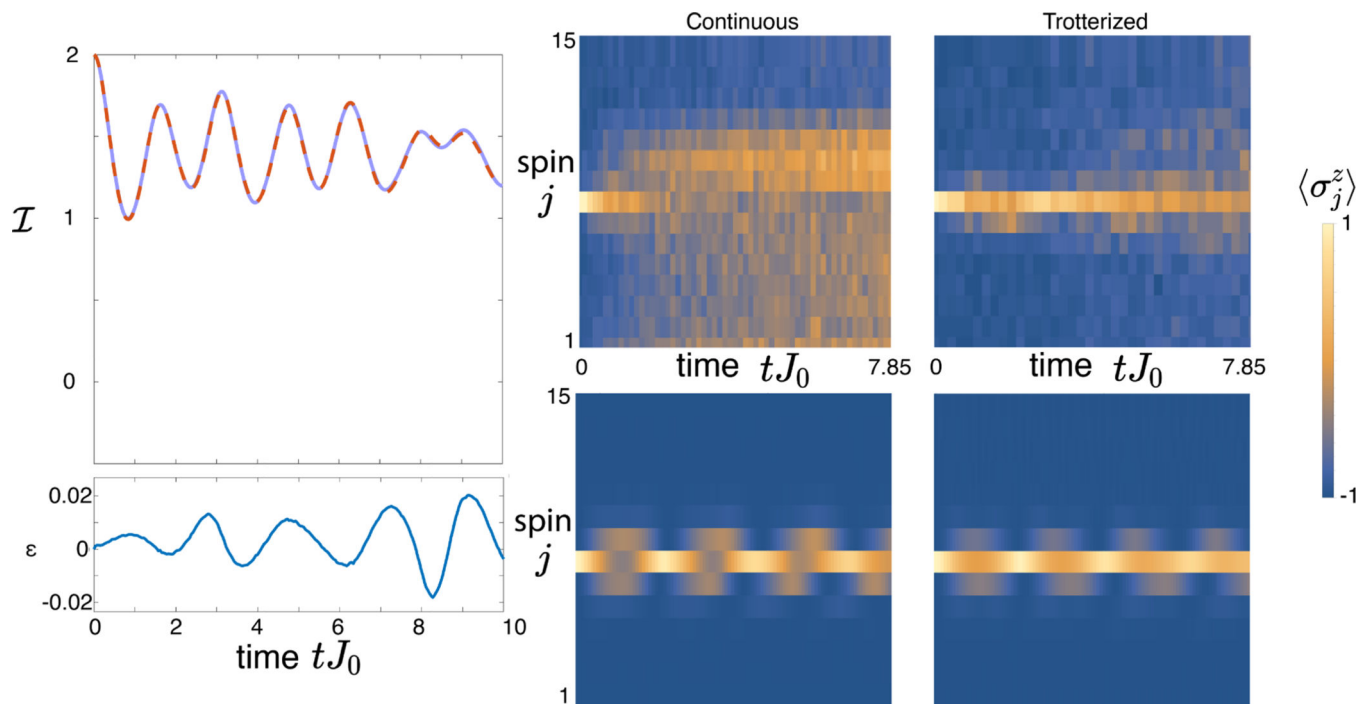 2
1
0
ℐ
0.02
0
-0.02
ε
0 2 4 6 8 10
time tJ₀
Continuous
15
spin
j
1
0 time tJ₀ 7.85
Trotterized
0 time tJ₀ 7.85
15
spin
j
1
⟨σⱼᶻ⟩
1
-1